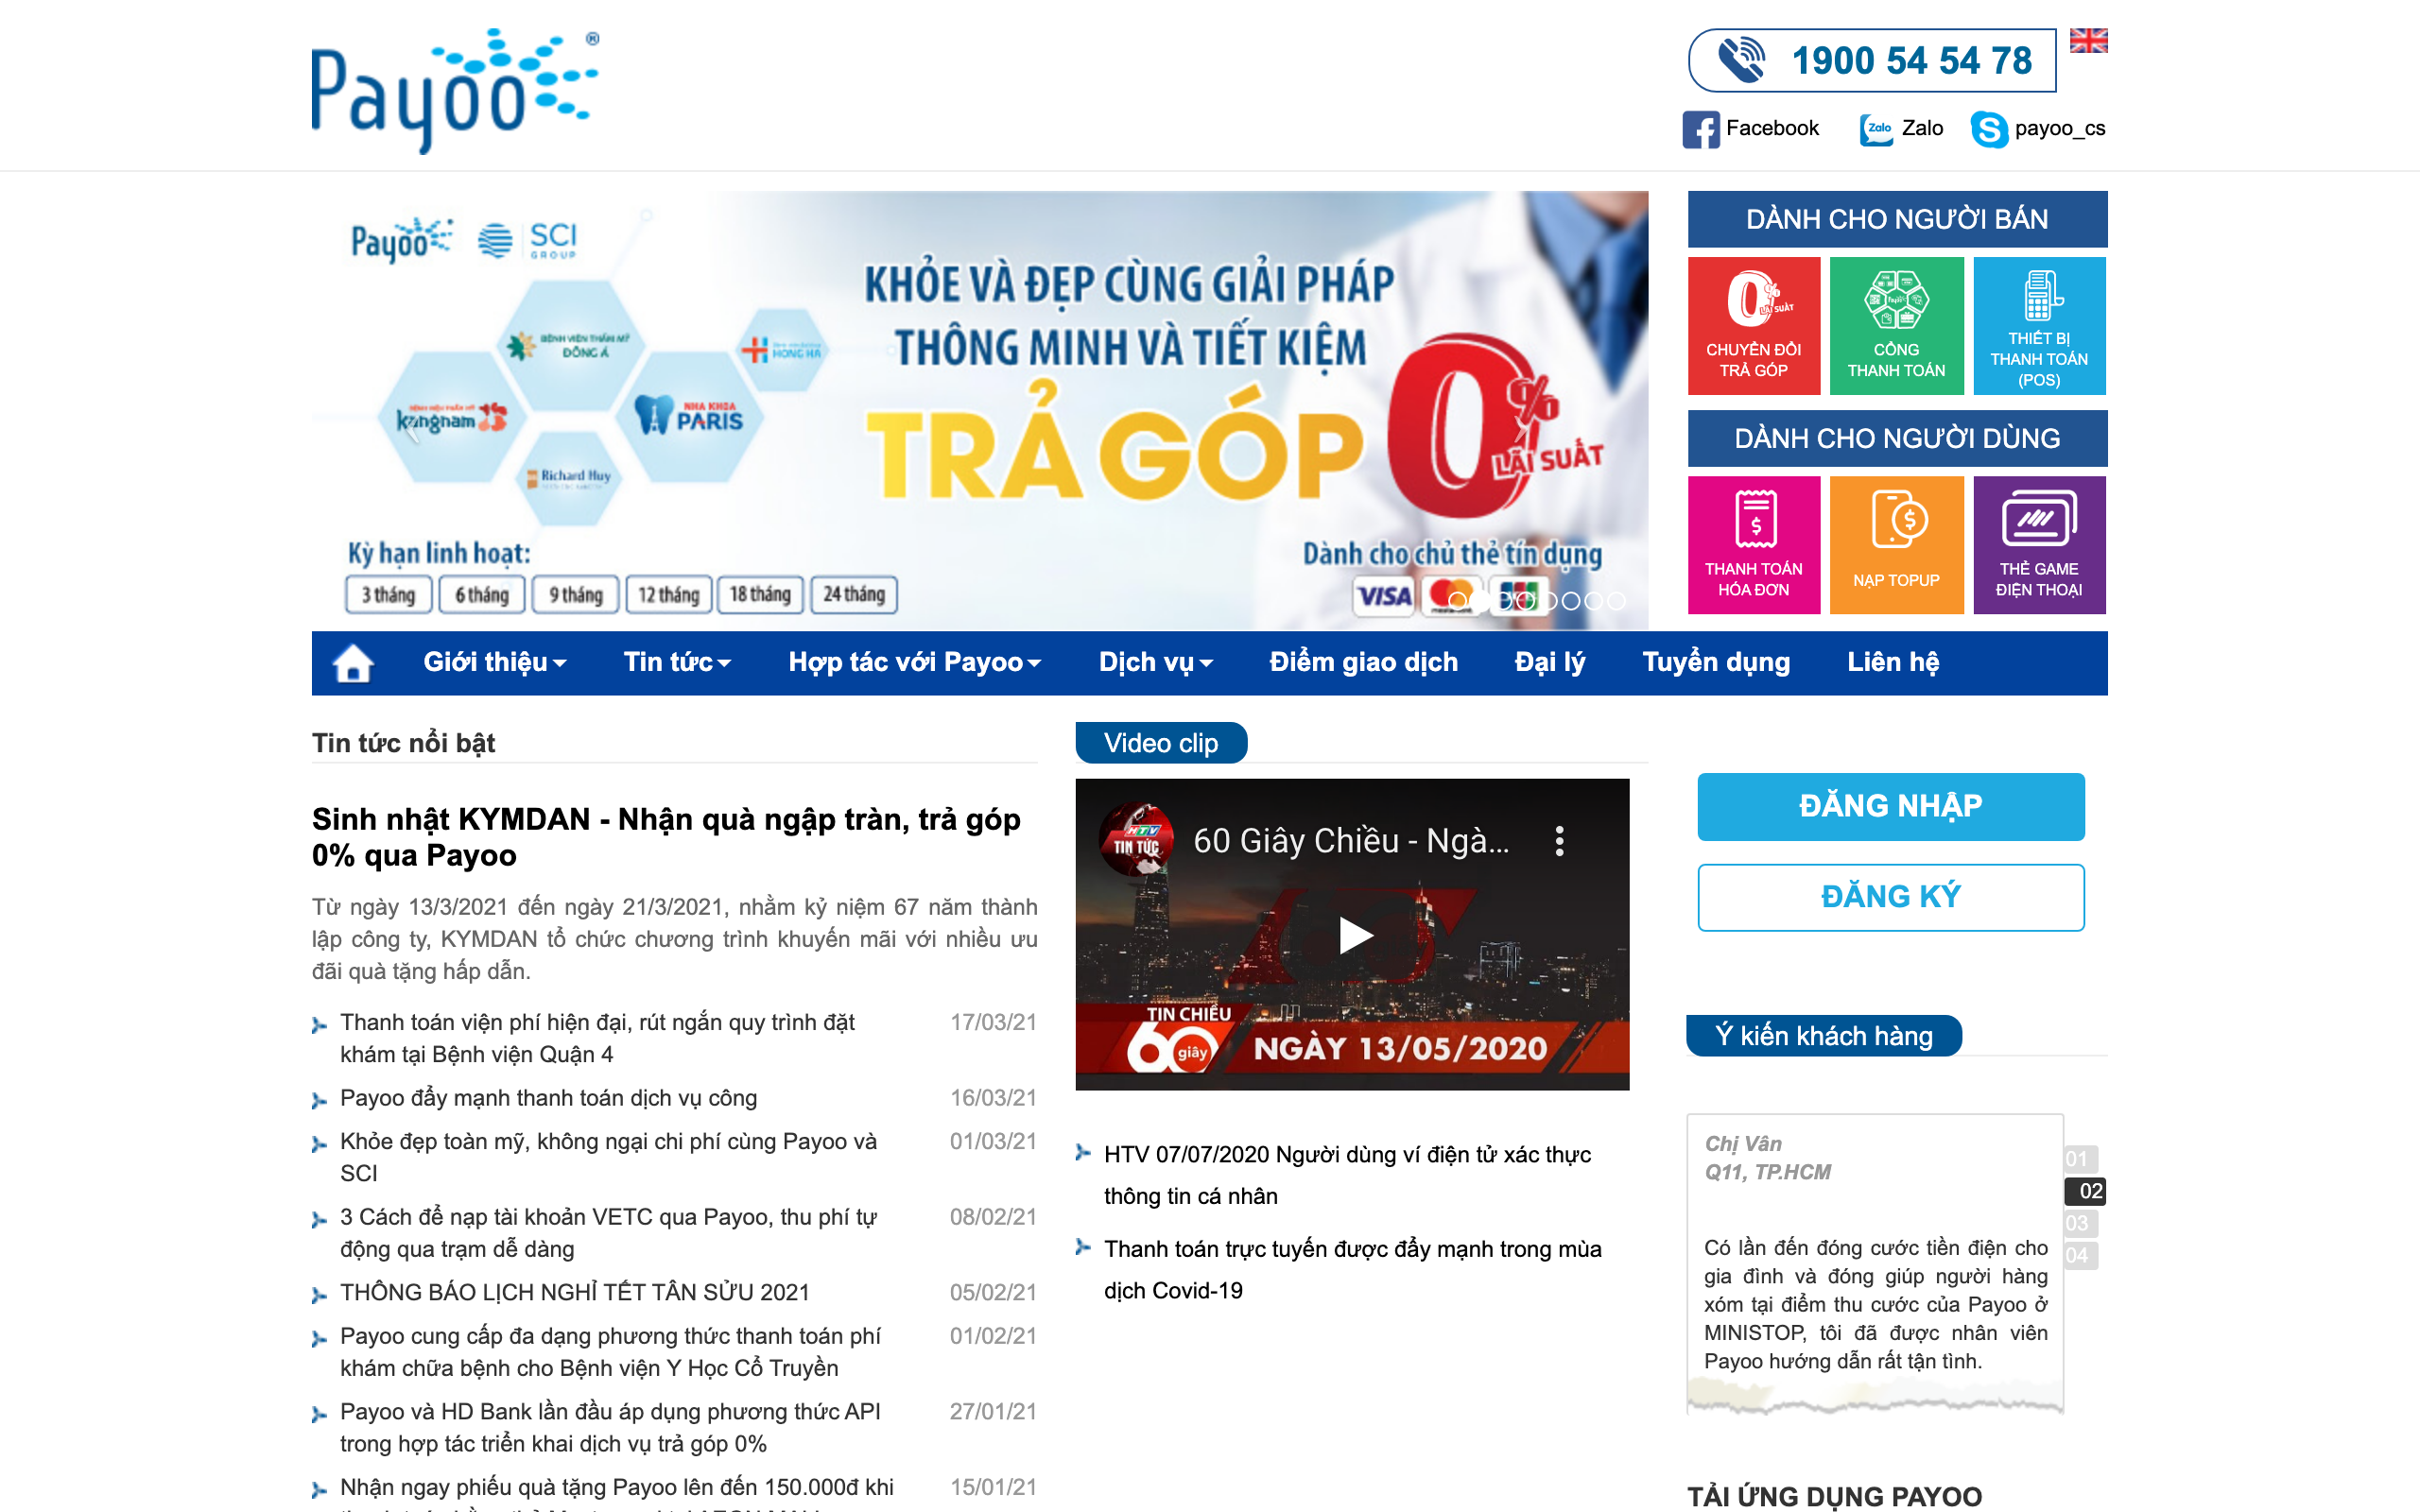 Payoo®
1900 54 54 78
Facebook
Zalo
payoo_cs
Payoo
SCI
GROUP
KHỎE VÀ ĐẸP CÙNG GIẢI PHÁP
THÔNG MINH VÀ TIẾT KIỆM
TRẢ GÓP 0%
LÃI SUẤT
BỆNH VIỆN THẨM MỸ
ĐÔNG Á
HONG HA
kangnam
NHA KHOA
PARIS
Richard Huy
Kỳ hạn linh hoạt:
3 tháng
6 tháng
9 tháng
12 tháng
18 tháng
24 tháng
Dành cho chủ thẻ tín dụng
VISA
JCB
DÀNH CHO NGƯỜI BÁN
0%
LÃI SUẤT
CHUYỂN ĐỔI
TRẢ GÓP
CỔNG
THANH TOÁN
THIẾT BỊ
THANH TOÁN
(POS)
DÀNH CHO NGƯỜI DÙNG
THANH TOÁN
HÓA ĐƠN
NẠP TOPUP
THẺ GAME
ĐIỆN THOẠI
Giới thiệu
Tin tức
Hợp tác với Payoo
Dịch vụ
Điểm giao dịch
Đại lý
Tuyển dụng
Liên hệ
Tin tức nổi bật
Sinh nhật KYMDAN - Nhận quà ngập tràn, trả góp
0% qua Payoo
Từ ngày 13/3/2021 đến ngày 21/3/2021, nhằm kỷ niệm 67 năm thành
lập công ty, KYMDAN tổ chức chương trình khuyến mãi với nhiều ưu
đãi quà tặng hấp dẫn.
Thanh toán viện phí hiện đại, rút ngắn quy trình đặt 17/03/21
khám tại Bệnh viện Quận 4
Payoo đẩy mạnh thanh toán dịch vụ công 16/03/21
Khỏe đẹp toàn mỹ, không ngại chi phí cùng Payoo và 01/03/21
SCI
3 Cách để nạp tài khoản VETC qua Payoo, thu phí tự 08/02/21
động qua trạm dễ dàng
THÔNG BÁO LỊCH NGHỈ TẾT TÂN SỬU 2021 05/02/21
Payoo cung cấp đa dạng phương thức thanh toán phí 01/02/21
khám chữa bệnh cho Bệnh viện Y Học Cổ Truyền
Payoo và HD Bank lần đầu áp dụng phương thức API 27/01/21
trong hợp tác triển khai dịch vụ trả góp 0%
Nhận ngay phiếu quà tặng Payoo lên đến 150.000đ khi 15/01/21
Video clip
HTV
TIN TỨC
60 Giây Chiều - Ngà...
TIN CHIỀU
60 giây
NGÀY 13/05/2020
HTV 07/07/2020 Người dùng ví điện tử xác thực
thông tin cá nhân
Thanh toán trực tuyến được đẩy mạnh trong mùa
dịch Covid-19
ĐĂNG NHẬP
ĐĂNG KÝ
Ý kiến khách hàng
Chị Vân
Q11, TP.HCM
Có lần đến đóng cước tiền điện cho
gia đình và đóng giúp người hàng
xóm tại điểm thu cước của Payoo ở
MINISTOP, tôi đã được nhân viên
Payoo hướng dẫn rất tận tình.
01
02
03
04
TẢI ỨNG DỤNG PAYOO